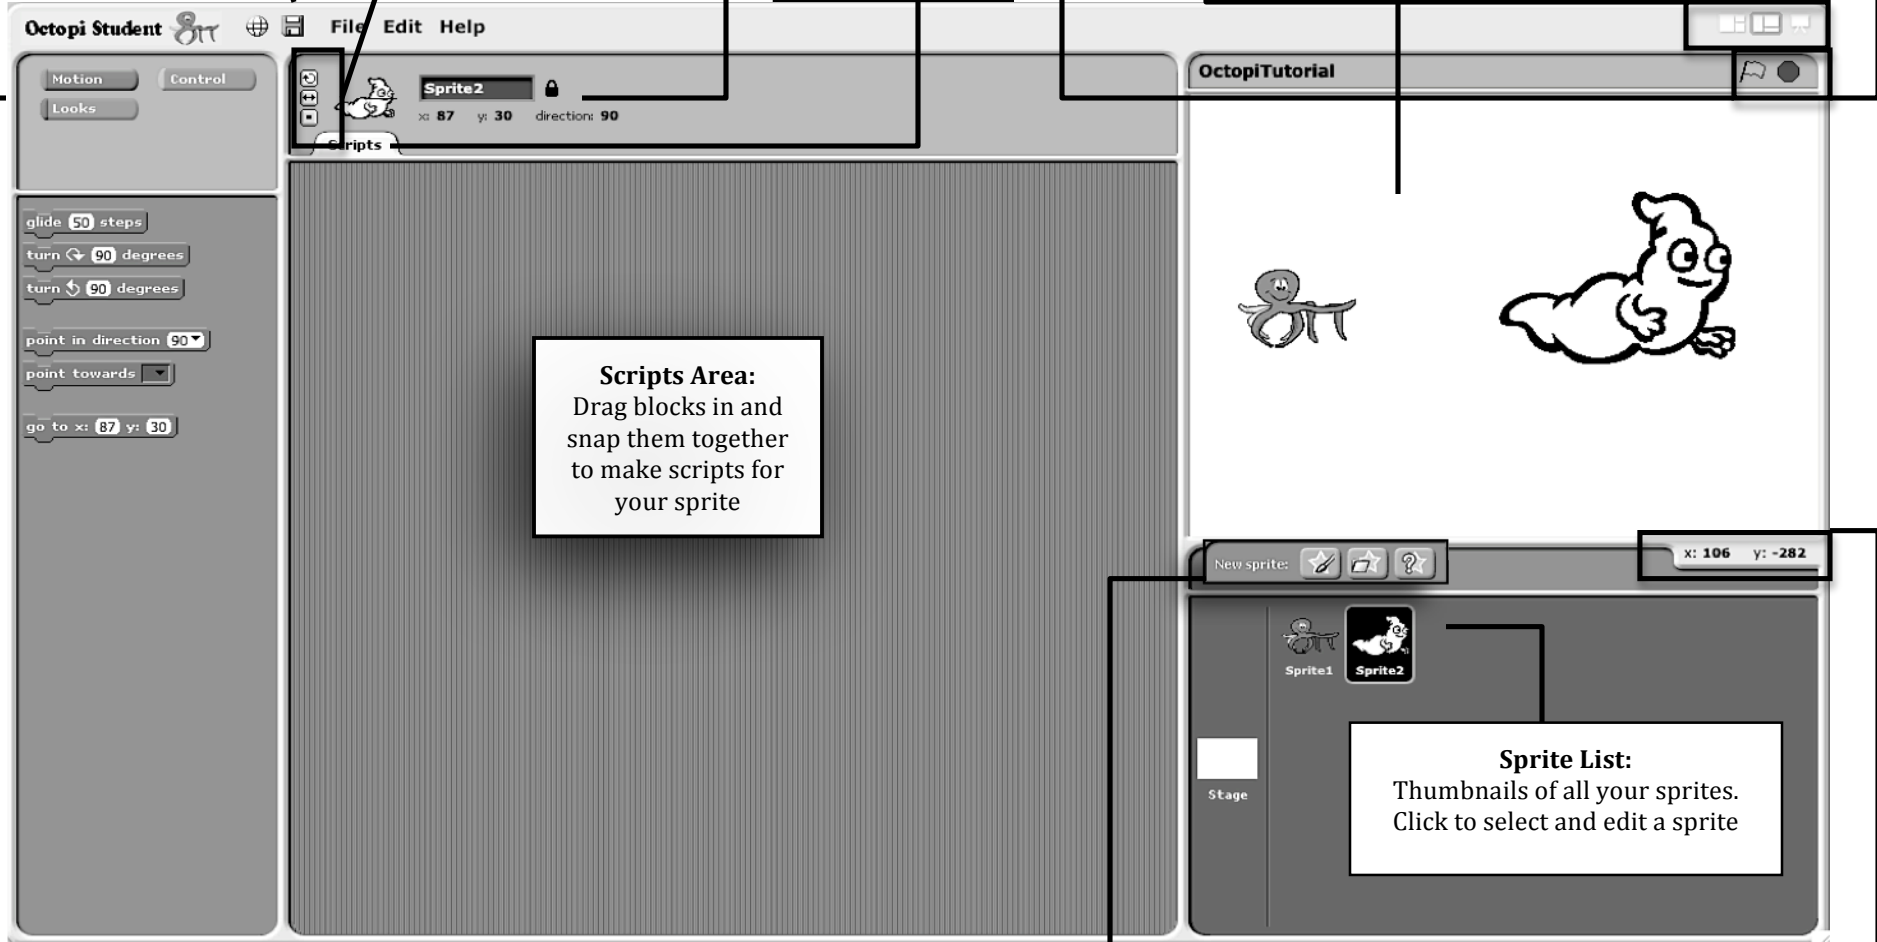 Octopi Student File Edit Help
Motion Control
Looks
Sprite2
x: 87 y: 30 direction: 90
Scripts
OctopiTutorial
glide 50 steps
turn 90 degrees
turn 90 degrees
point in direction 90
point towards
go to x: 87 y: 30
Scripts Area:
Drag blocks in and
snap them together
to make scripts for
your sprite
x: 106 y: -282
New sprite:
Sprite1 Sprite2
Stage
Sprite List:
Thumbnails of all your sprites.
Click to select and edit a sprite